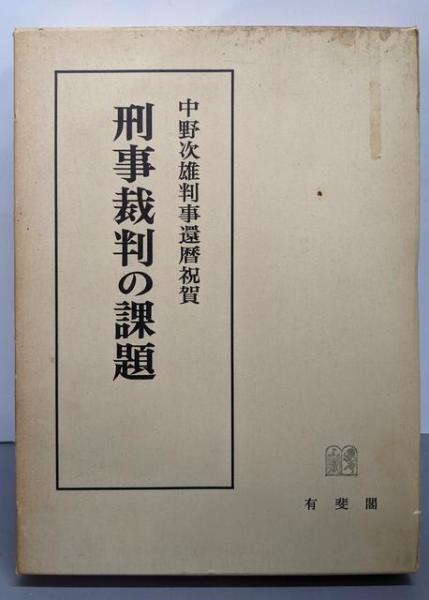 中野次雄判事還暦祝賀
刑事裁判の課題
有斐閣